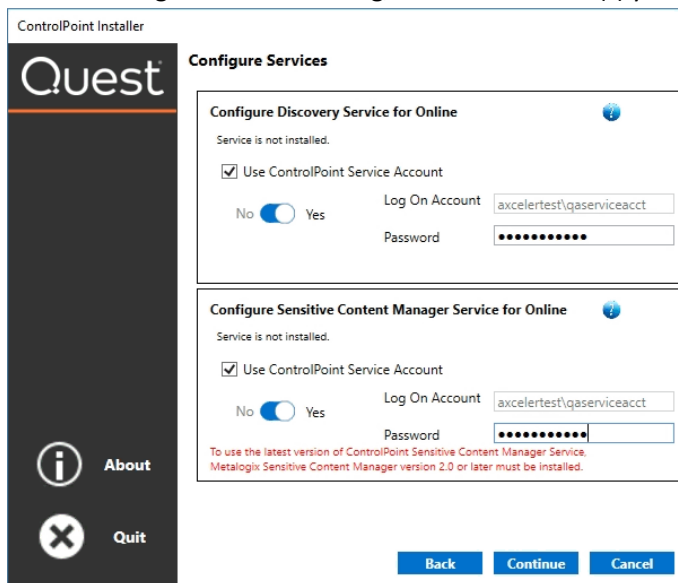 ControlPoint Installer
Quest
Configure Services
Configure Discovery Service for Online
Service is not installed.
Use ControlPoint Service Account
No Yes
Log On Account axcelertest\qaserviceacct
Password
Configure Sensitive Content Manager Service for Online
Service is not installed.
Use ControlPoint Service Account
No Yes
Log On Account axcelertest\qaserviceacct
Password
To use the latest version of ControlPoint Sensitive Content Manager Service,
Metalogix Sensitive Content Manager version 2.0 or later must be installed.
About
Quit
Back Continue Cancel